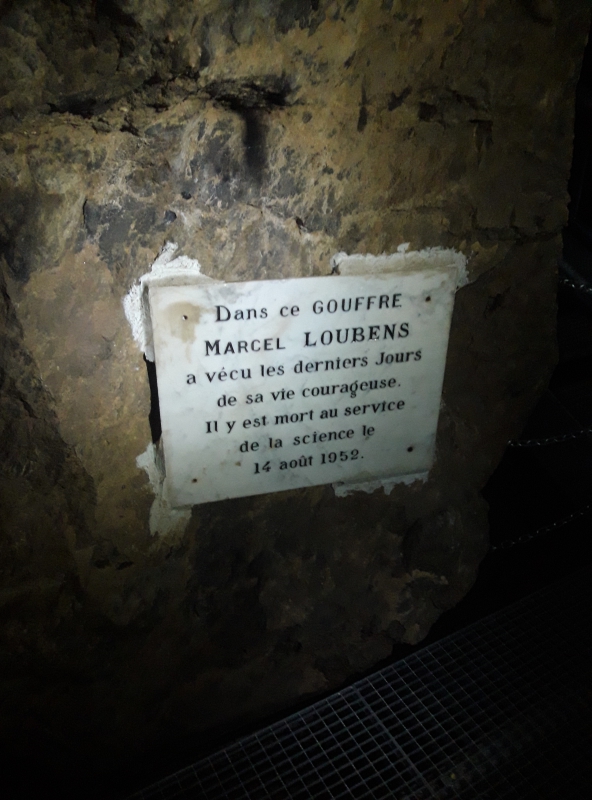 Dans ce GOUFFRE
MARCEL LOUBENS
a vécu les derniers Jours
de sa vie courageuse.
Il y est mort au service
de la science le
14 août 1952.